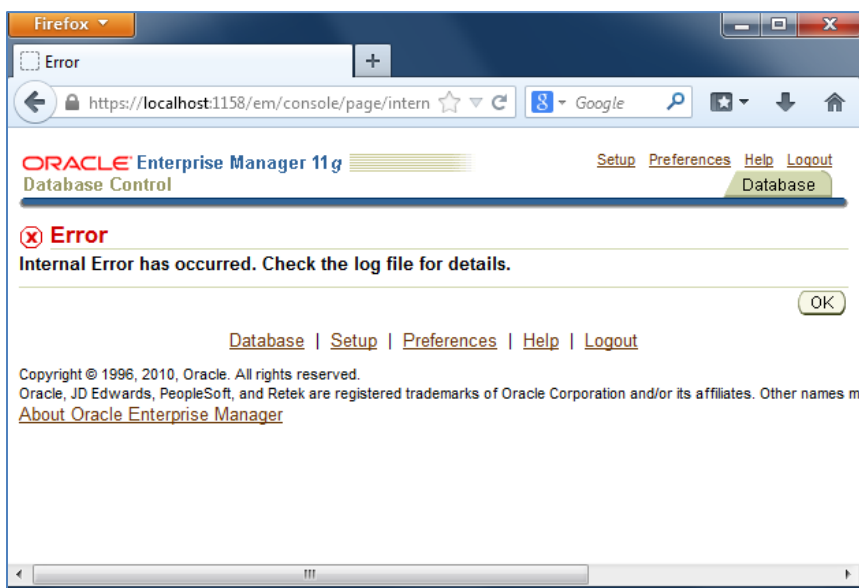 Firefox
Error
https://localhost:1158/em/console/page/intern
Google
ORACLE Enterprise Manager 11g
Database Control
Setup Preferences Help Logout
Database
Error
Internal Error has occurred. Check the log file for details.
OK
Database | Setup | Preferences | Help | Logout
Copyright © 1996, 2010, Oracle. All rights reserved.
Oracle, JD Edwards, PeopleSoft, and Retek are registered trademarks of Oracle Corporation and/or its affiliates. Other names m
About Oracle Enterprise Manager